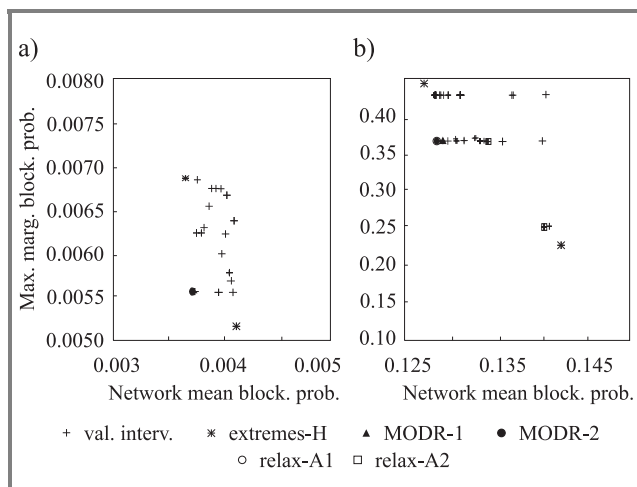 a)
b)
0.0080
0.0075
0.0070
0.0065
0.0060
0.0055
0.0050
0.003
0.004
0.005
0.40
0.35
0.25
0.20
0.15
0.10
0.125
0.135
0.145
Max. marg. block. prob.
Network mean block. prob.
Network mean block. prob.
val. interv.
extremes-H
MODR-1
MODR-2
relax-A1
relax-A2